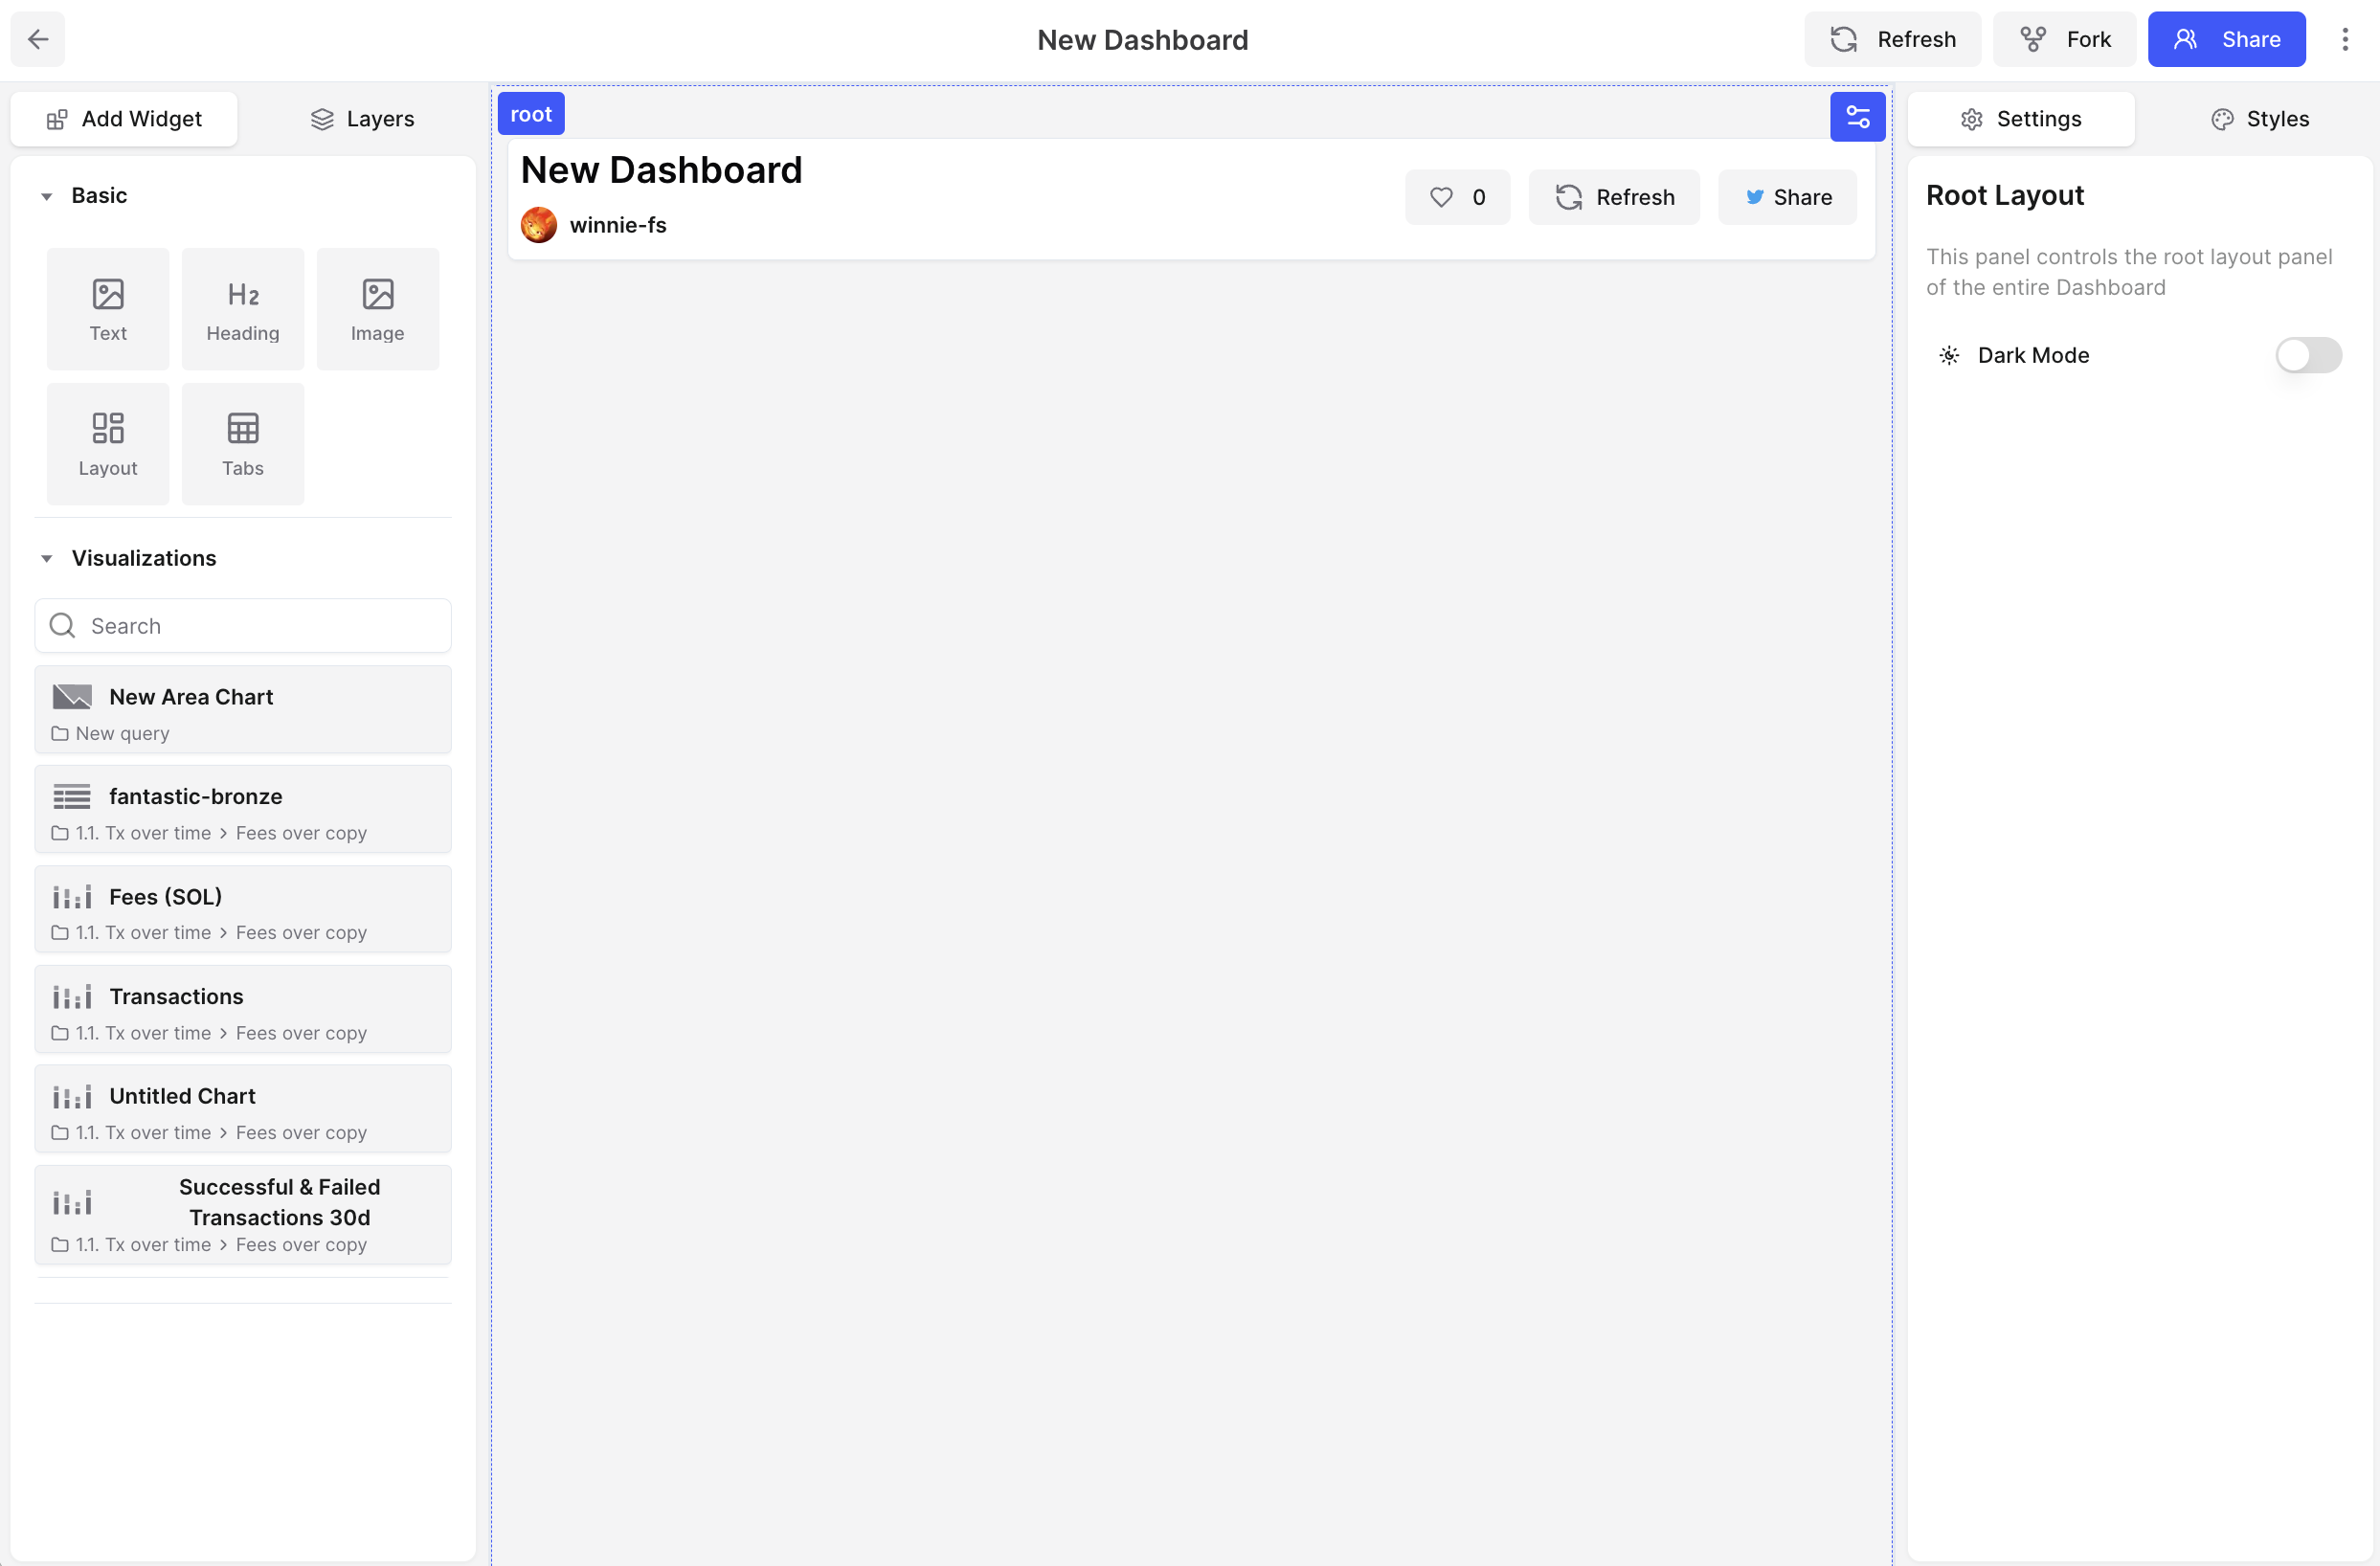 New Dashboard
Refresh
Fork
Share
Add Widget
Layers
Basic
Text
H2
Heading
Image
Layout
Tabs
Visualizations
Search
New Area Chart
New query
fantastic-bronze
1.1. Tx over time > Fees over copy
Fees (SOL)
1.1. Tx over time > Fees over copy
Transactions
1.1. Tx over time > Fees over copy
Untitled Chart
1.1. Tx over time > Fees over copy
Successful & Failed
Transactions 30d
1.1. Tx over time > Fees over copy
root
New Dashboard
winnie-fs
0
Refresh
Share
Settings
Styles
Root Layout
This panel controls the root layout panel
of the entire Dashboard
Dark Mode